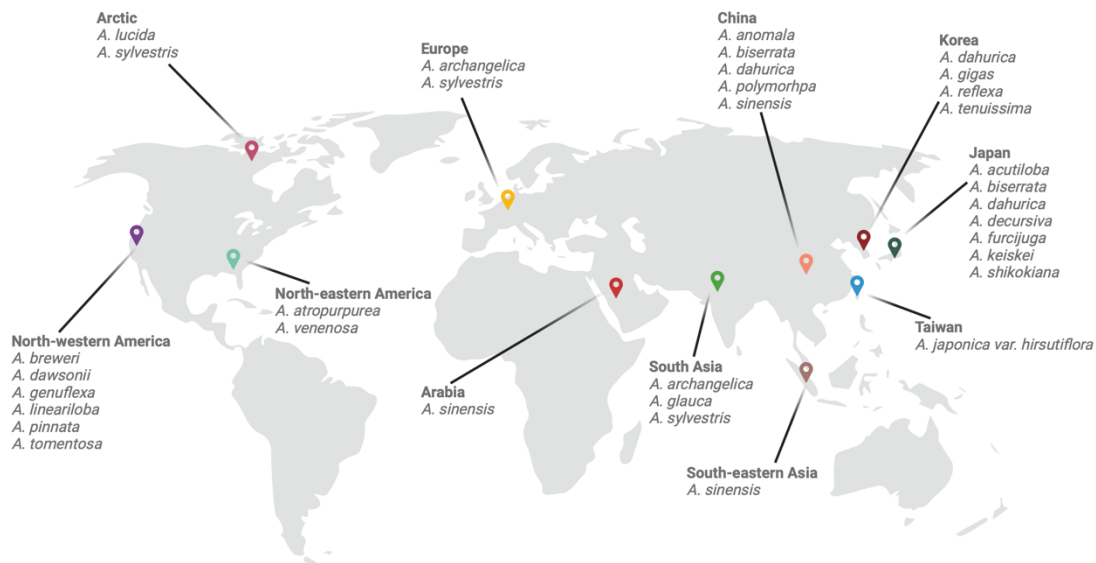 Arctic
A. lucida
A. sylvestris
Europe
A. archangelica
A. sylvestris
China
A. anomala
A. biserrata
A. dahurica
A. polymorhpa
A. sinensis
Korea
A. dahurica
A. gigas
A. reflexa
A. tenuissima
Japan
A. acutiloba
A. biserrata
A. dahurica
A. decursiva
A. furcijuga
A. keiskei
A. shikokiana
North-eastern America
A. atropurpurea
A. venenosa
North-western America
A. breweri
A. dawsonii
A. genuflexa
A. lineariloba
A. pinnata
A. tomentosa
Arabia
A. sinensis
South Asia
A. archangelica
A. glauca
A. sylvestris
Taiwan
A. japonica var. hirsutiflora
South-eastern Asia
A. sinensis